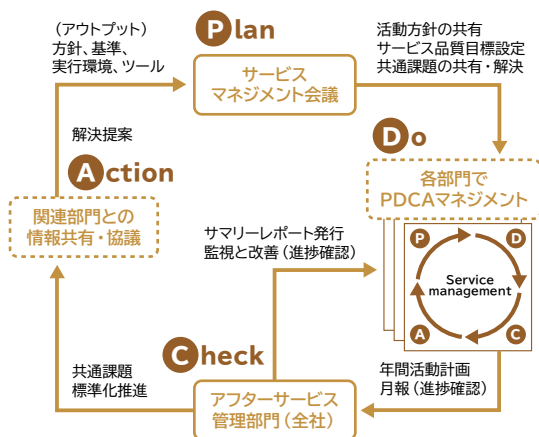 (アウトプット)
方針、基準、
実行環境、ツール
Plan
サービス
マネジメント会議
活動方針の共有
サービス品質目標設定
共通課題の共有・解決
Do
各部門で
PDCAマネジメント
P
D
Service
management
A
C
解決提案
Action
関連部門との
情報共有・協議
サマリーレポート発行
監視と改善(進捗確認)
Check
アフターサービス
管理部門(全社)
共通課題
標準化推進
年間活動計画
月報(進捗確認)